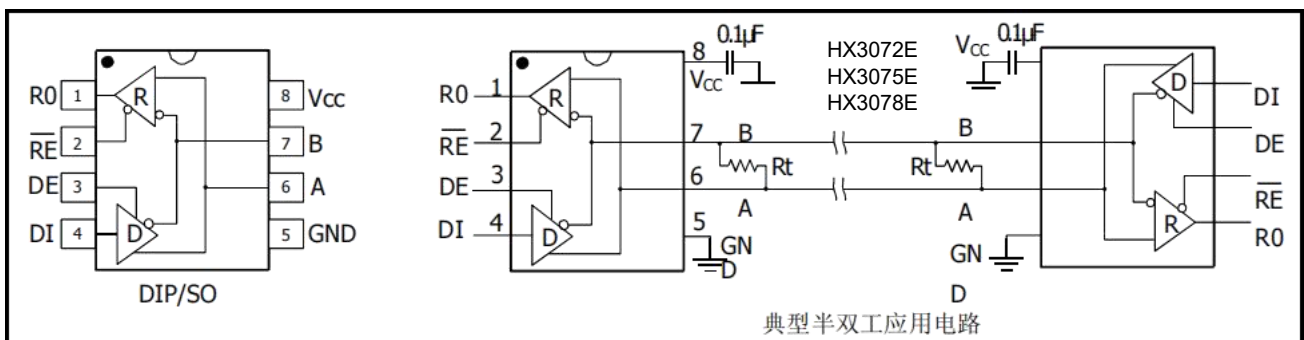 R0 1
RE 2
DE 3
DI 4
R
D
8 Vcc
7 B
6 A
5 GND
DIP/SO
R0 1
RE 2
DE 3
DI 4
R
D
8
VCC
0.1μF
7 B
6
A
5
GN
D
Rt
HX3072E
HX3075E
HX3078E
VCC
0.1μF
B
Rt
A
GN
D
D
R
DI
DE
RE
R0
典型半双工应用电路